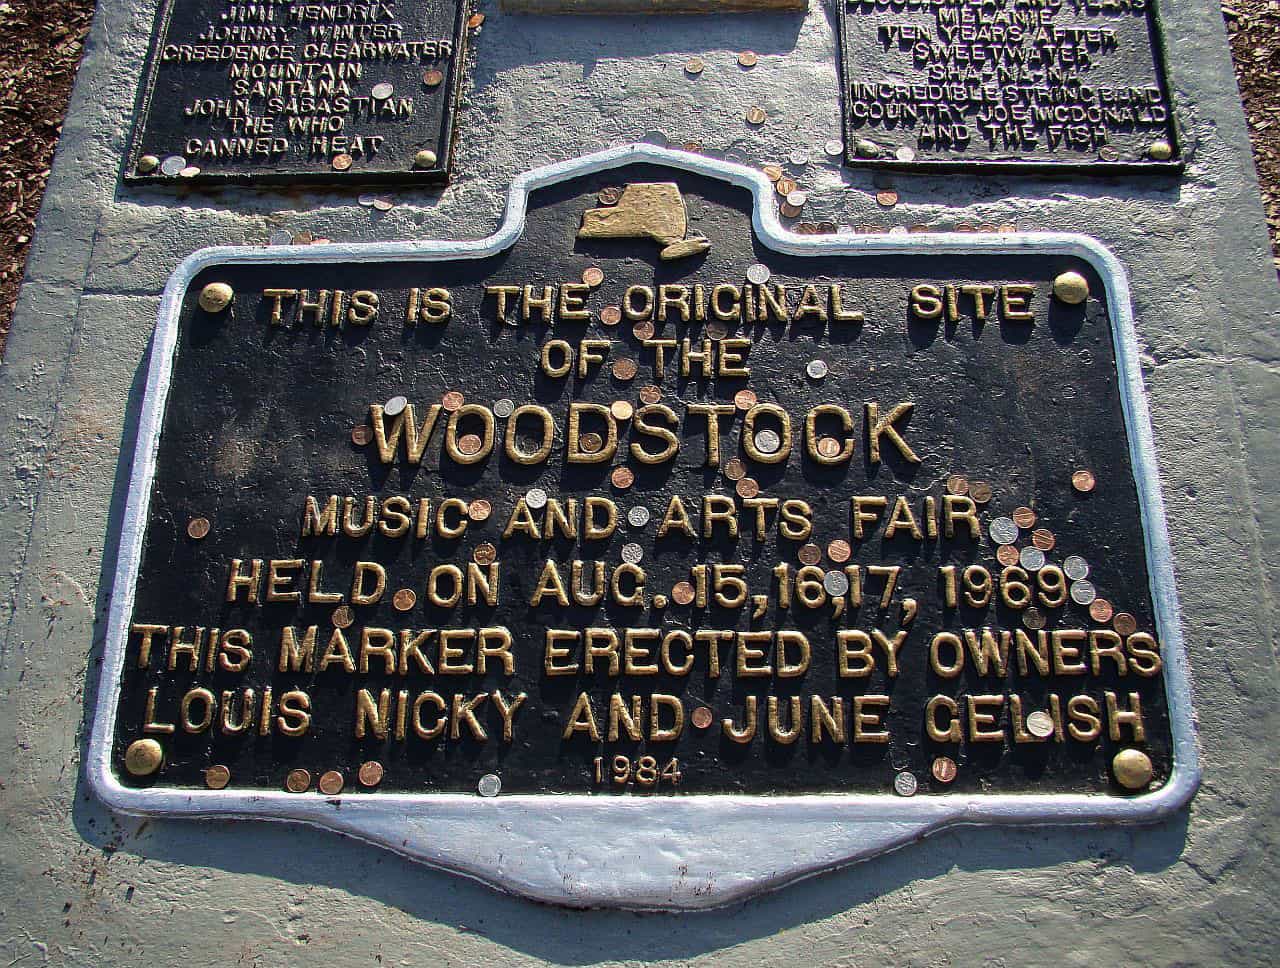 JIMI HENDRIX
JOHNNY WINTER
CREEDENCE CLEARWATER
MOUNTAIN
SANTANA
JOHN SABASTIAN
THE WHO
CANNED HEAT
AND YEARS
MELANIE
TEN YEARS AFTER
SWEETWATER
SHA-NA-NA
INCREDIBLE STRING BAND
COUNTRY JOE MCDONALD
AND THE FISH
THIS IS THE ORIGINAL SITE
OF THE
WOODSTOCK
MUSIC AND ARTS FAIR
HELD ON AUG. 15, 16, 17, 1969
THIS MARKER ERECTED BY OWNERS
LOUIS NICKY AND JUNE GELISH
1984